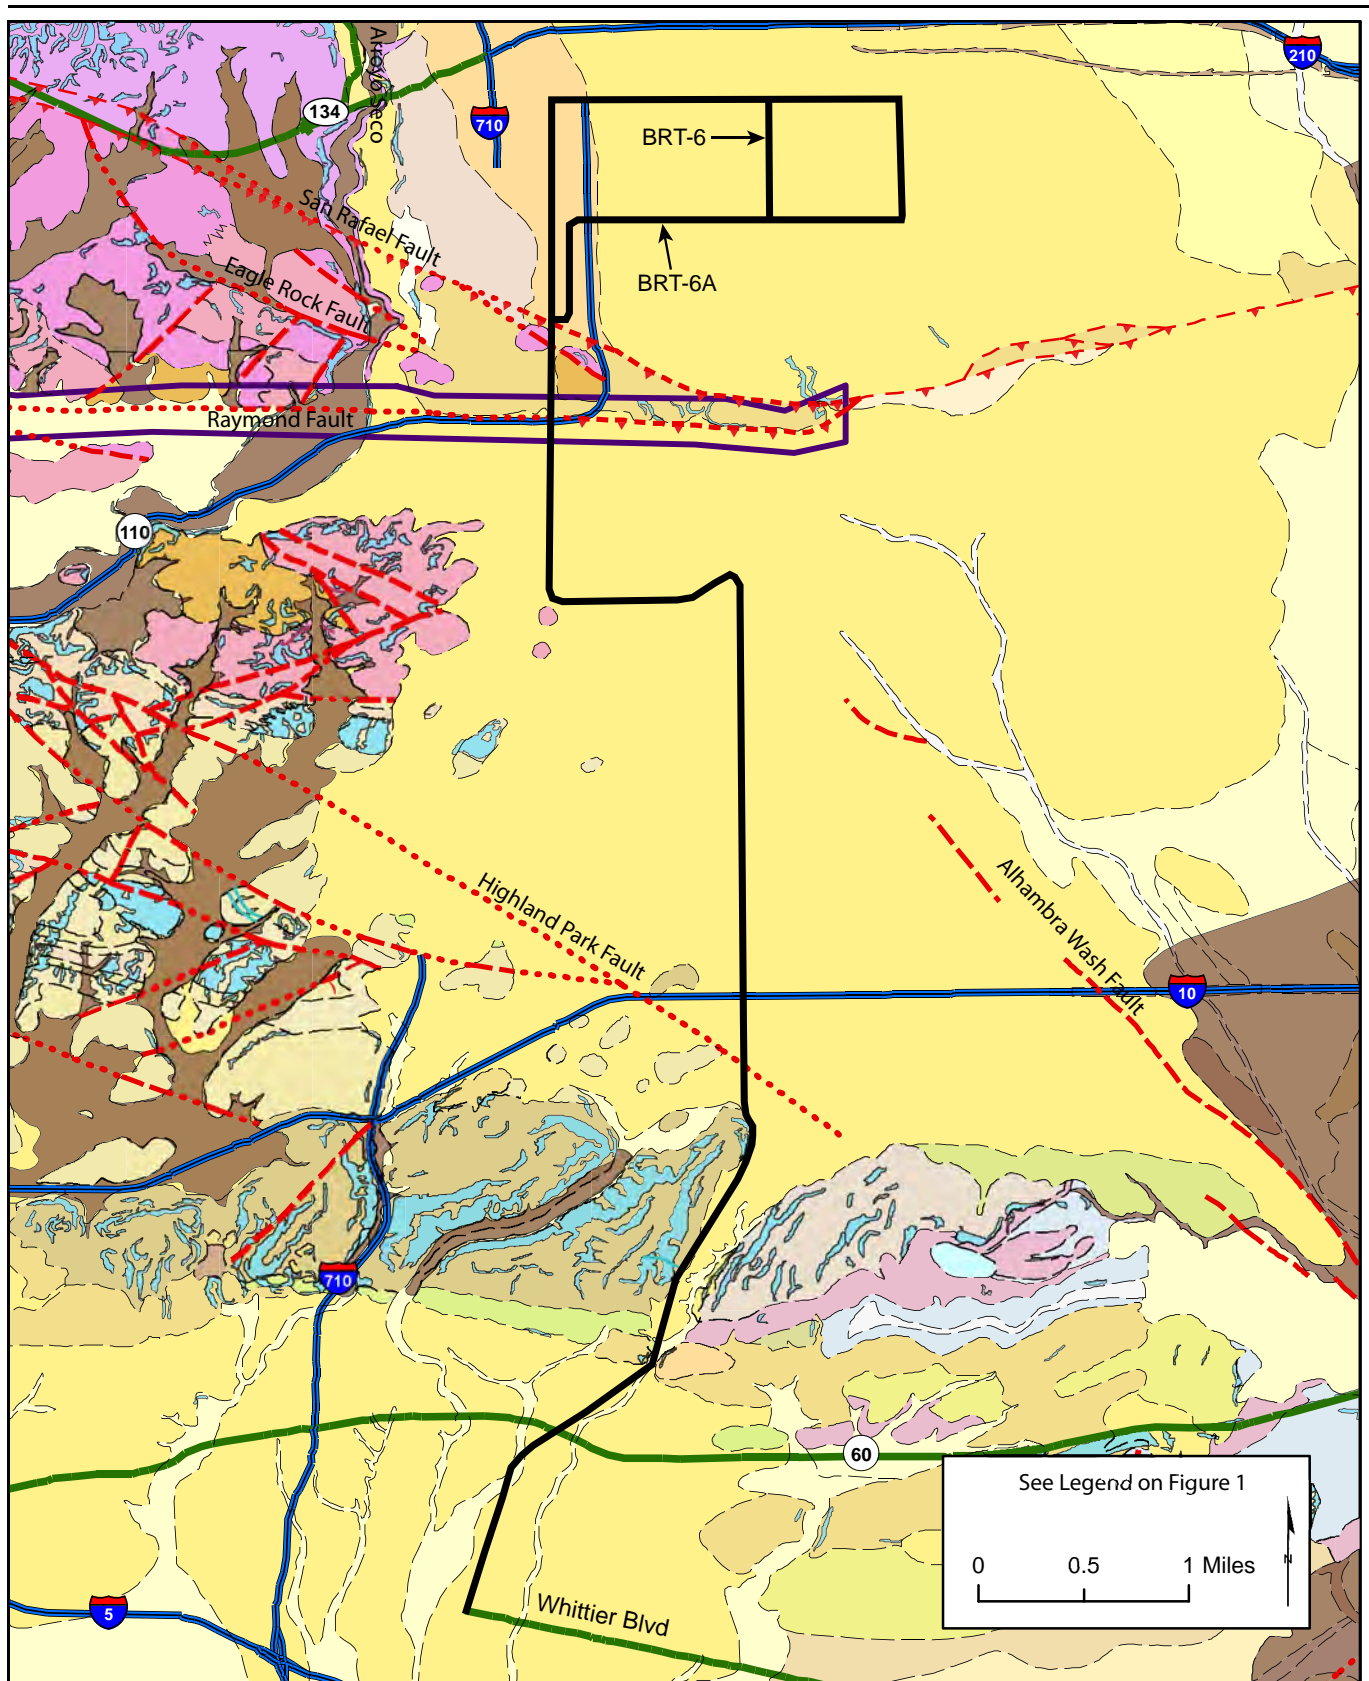 Arroyo Seco
210
134
710
BRT-6
San Rafael Fault
Eagle Rock Fault
BRT-6A
Raymond Fault
110
Highland Park Fault
Alhambra Wash Fault
10
710
60
See Legend on Figure 1
0 0.5 1 Miles
N
5
Whittier Blvd